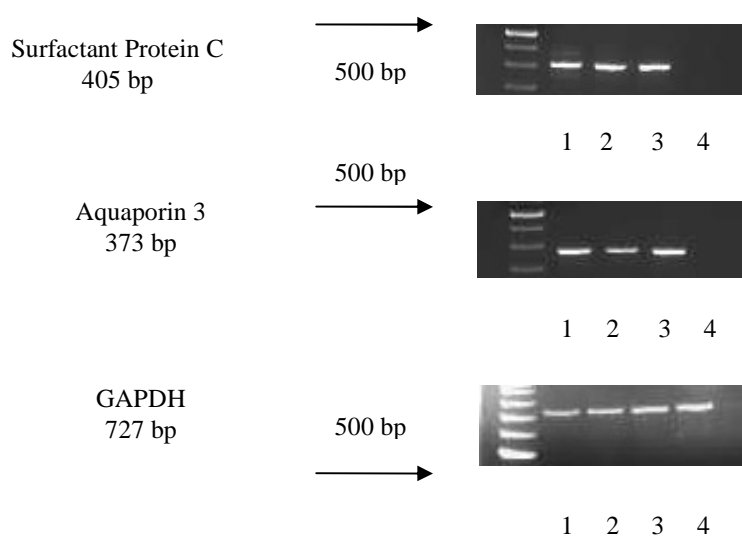 Surfactant Protein C
405 bp
500 bp
1 2 3 4
500 bp
Aquaporin 3
373 bp
1 2 3 4
GAPDH
727 bp
500 bp
1 2 3 4